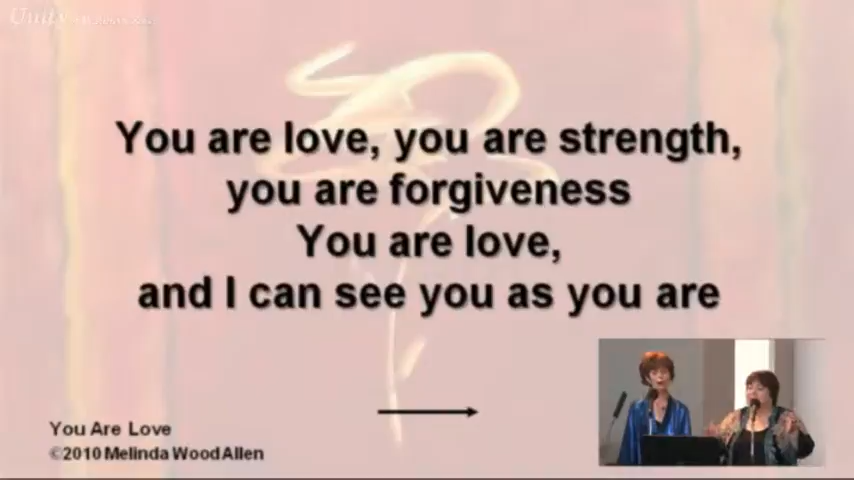 Unity
You are love, you are strength,
you are forgiveness
You are love,
and I can see you as you are
You Are Love
©2010 Melinda Wood Allen